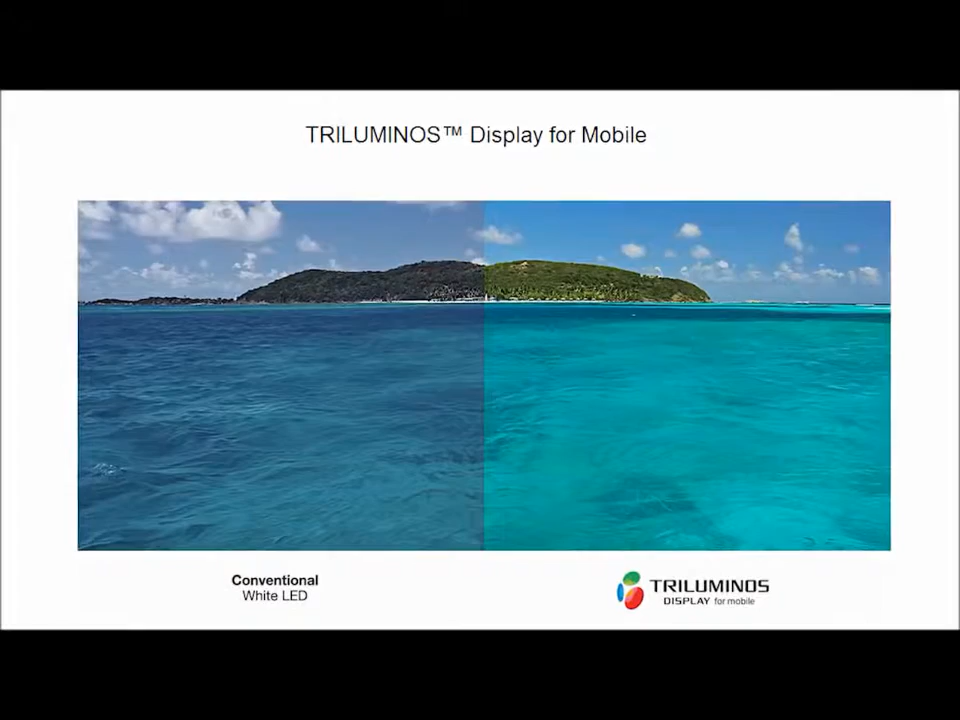 TRILUMINOS™ Display for Mobile
Conventional
White LED
TRILUMINOS
DISPLAY for mobile